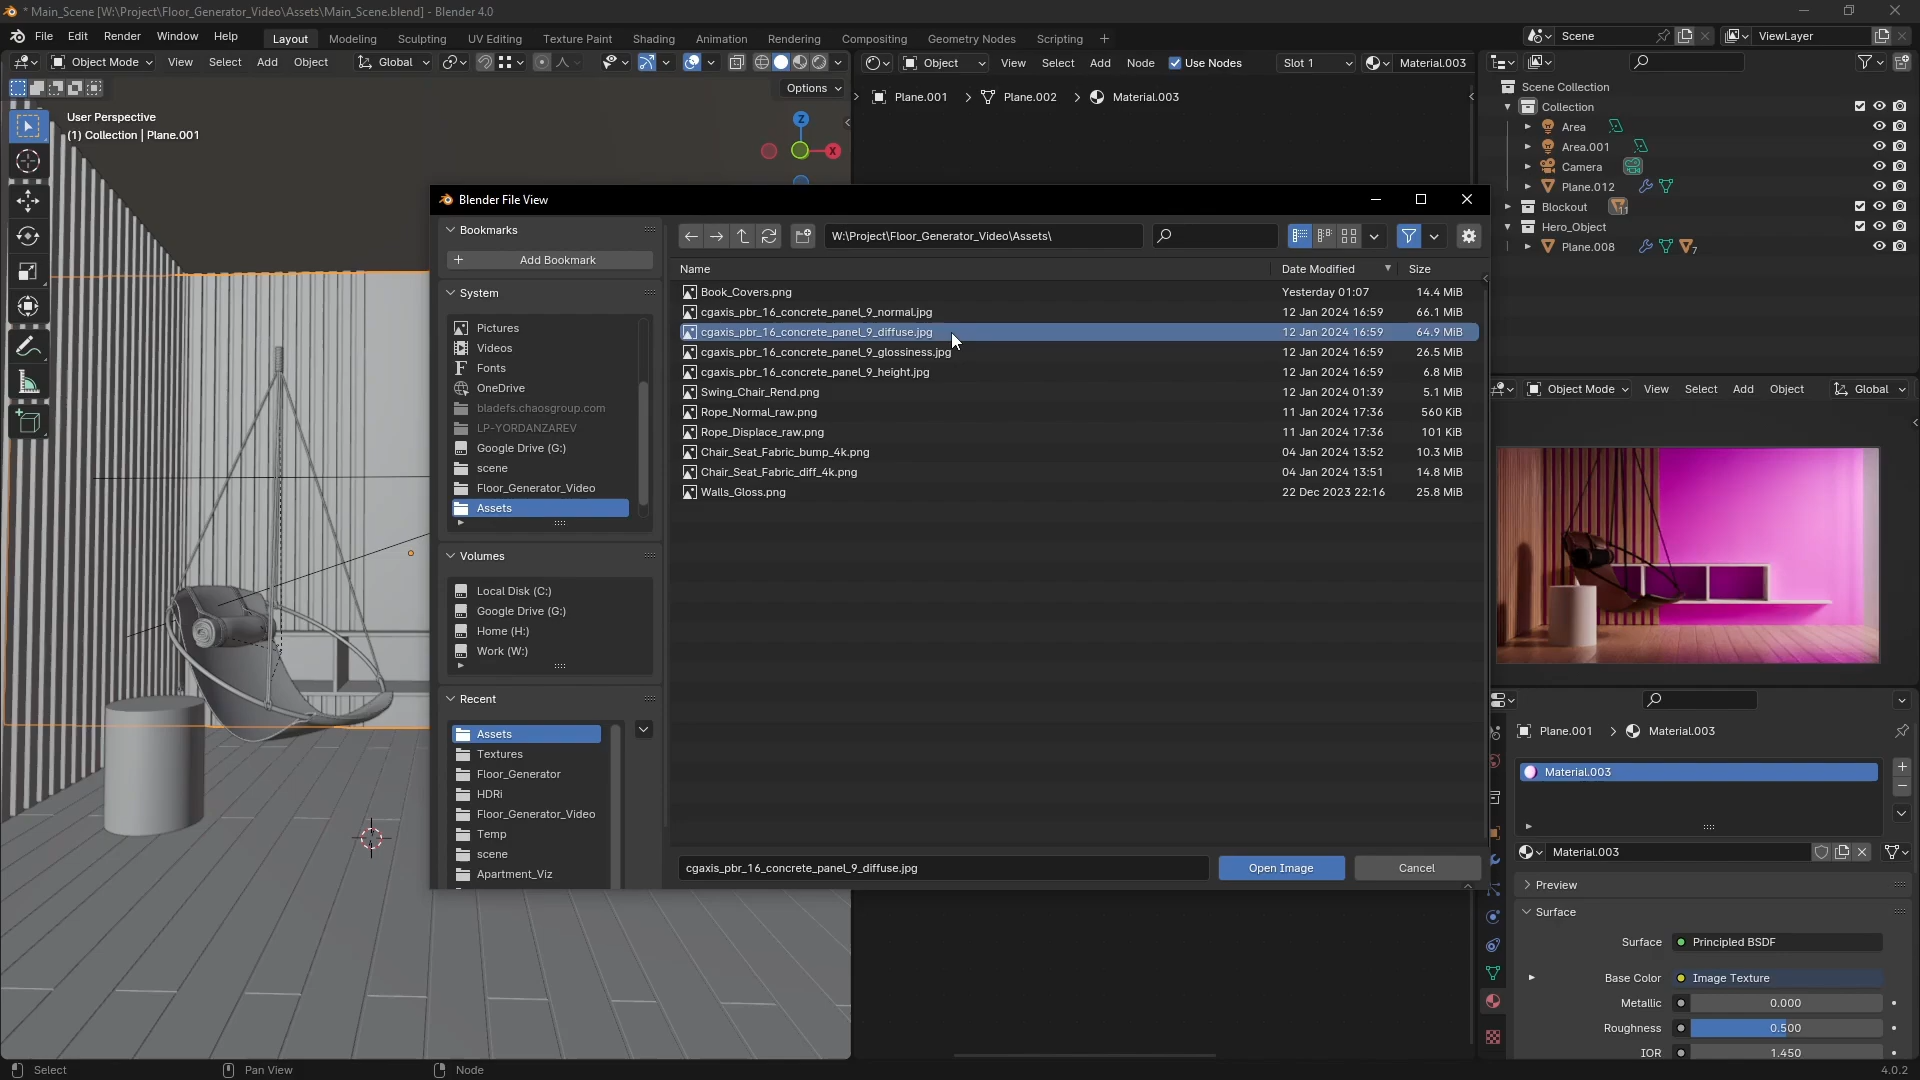 * Main_Scene [W:\Project\Floor_Generator_Video\Assets\Main_Scene.blend] - Blender 4.0
File Edit Render Window Help
Layout Modeling Sculpting UV Editing Texture Paint Shading Animation Rendering Compositing Geometry Nodes Scripting +
Scene
ViewLayer
Object Mode View Select Add Object Global
Options
User Perspective
(1) Collection | Plane.001
Z
X
Object View Select Add Node Use Nodes Slot 1 Material.003
Plane.001 > Plane.002 > Material.003
Scene Collection
Collection
Area
Area.001
Camera
Plane.012
Blockout 11
Hero_Object
Plane.008 7
Blender File View
Bookmarks
Add Bookmark
System
Pictures
Videos
Fonts
OneDrive
bladefs.chaosgroup.com
LP-YORDANZAREV
Google Drive (G:)
scene
Floor_Generator_Video
Assets
Volumes
Local Disk (C:)
Google Drive (G:)
Home (H:)
Work (W:)
Recent
Assets
Textures
Floor_Generator
HDRi
Floor_Generator_Video
Temp
scene
Apartment_Viz
W:\Project\Floor_Generator_Video\Assets\
Name Date Modified Size
Book_Covers.png Yesterday 01:07 14.4 MiB
cgaxis_pbr_16_concrete_panel_9_normal.jpg 12 Jan 2024 16:59 66.1 MiB
cgaxis_pbr_16_concrete_panel_9_diffuse.jpg 12 Jan 2024 16:59 64.9 MiB
cgaxis_pbr_16_concrete_panel_9_glossiness.jpg 12 Jan 2024 16:59 26.5 MiB
cgaxis_pbr_16_concrete_panel_9_height.jpg 12 Jan 2024 16:59 6.8 MiB
Swing_Chair_Rend.png 12 Jan 2024 01:39 5.1 MiB
Rope_Normal_raw.png 11 Jan 2024 17:36 560 KiB
Rope_Displace_raw.png 11 Jan 2024 17:36 101 KiB
Chair_Seat_Fabric_bump_4k.png 04 Jan 2024 13:52 10.3 MiB
Chair_Seat_Fabric_diff_4k.png 04 Jan 2024 13:51 14.8 MiB
Walls_Gloss.png 22 Dec 2023 22:16 25.8 MiB
cgaxis_pbr_16_concrete_panel_9_diffuse.jpg
Open Image
Cancel
Object Mode View Select Add Object Global
Plane.001 > Material.003
Material.003
Material.003
Preview
Surface
Surface Principled BSDF
Base Color Image Texture
Metallic 0.000
Roughness 0.500
IOR 1.450
Select Pan View Node 4.0.2